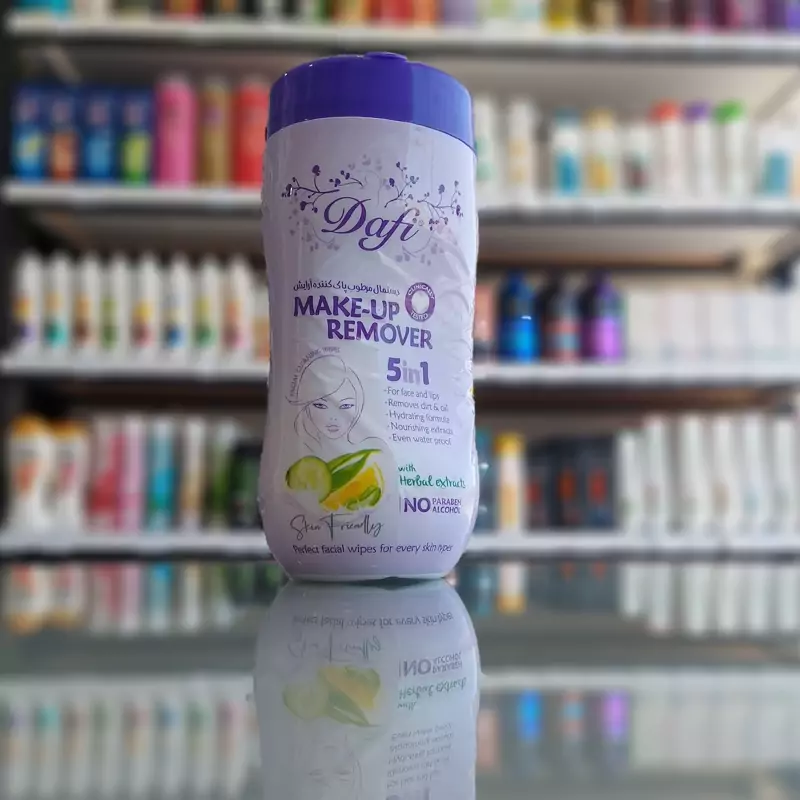 Dafi
دستمال مرطوب پاک کننده آرایش
MAKE-UP
REMOVER
CLINICALLY
TESTED
5in1
-For face and lips
-Removes dirt & oil
-Hydrating formula
-Nourishing extracts
-Even water proof
with
Herbal extracts
NO PARABEN
ALCOHOL
Skin Friendly
Perfect facial wipes for every skin types